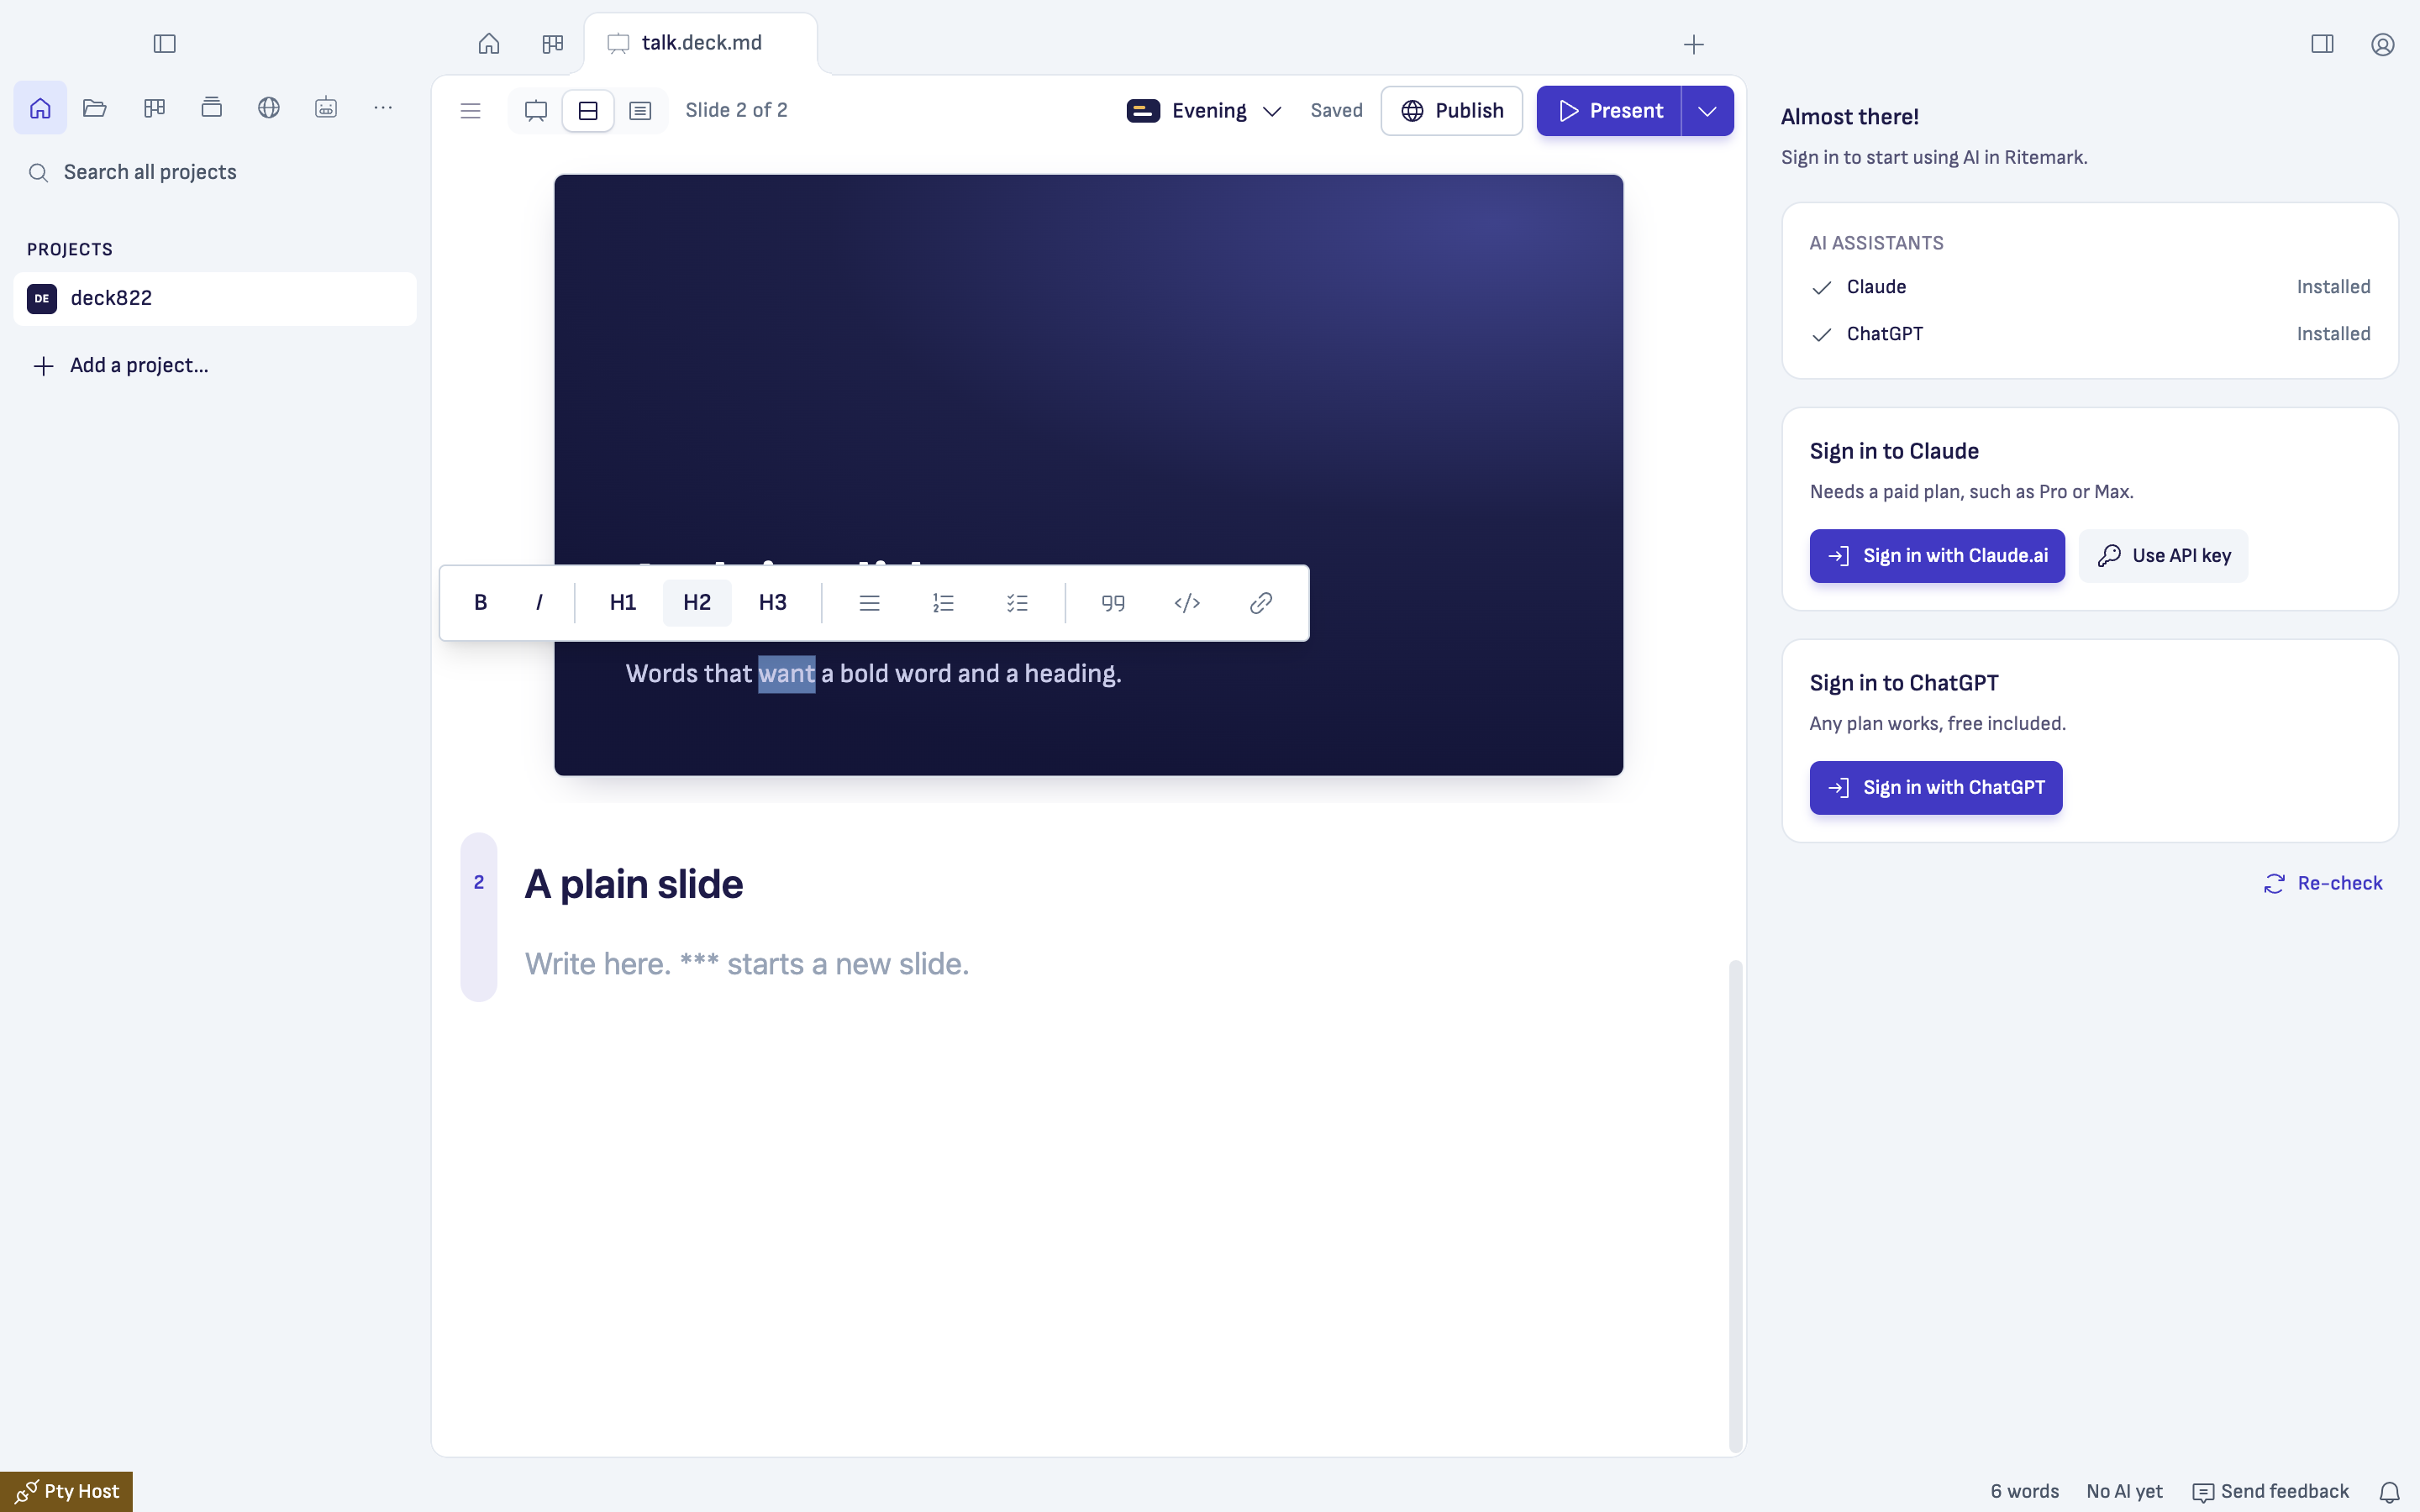 talk.deck.md
Search all projects
PROJECTS
DE
deck822
Add a project...
Slide 2 of 2
Evening
Saved
Publish
Present
B
I
H1
H2
H3
Words that want a bold word and a heading.
2
A plain slide
Write here. *** starts a new slide.
Almost there!
Sign in to start using AI in Ritemark.
AI ASSISTANTS
Claude
Installed
ChatGPT
Installed
Sign in to Claude
Needs a paid plan, such as Pro or Max.
Sign in with Claude.ai
Use API key
Sign in to ChatGPT
Any plan works, free included.
Sign in with ChatGPT
Re-check
Pty Host
6 words
No AI yet
Send feedback